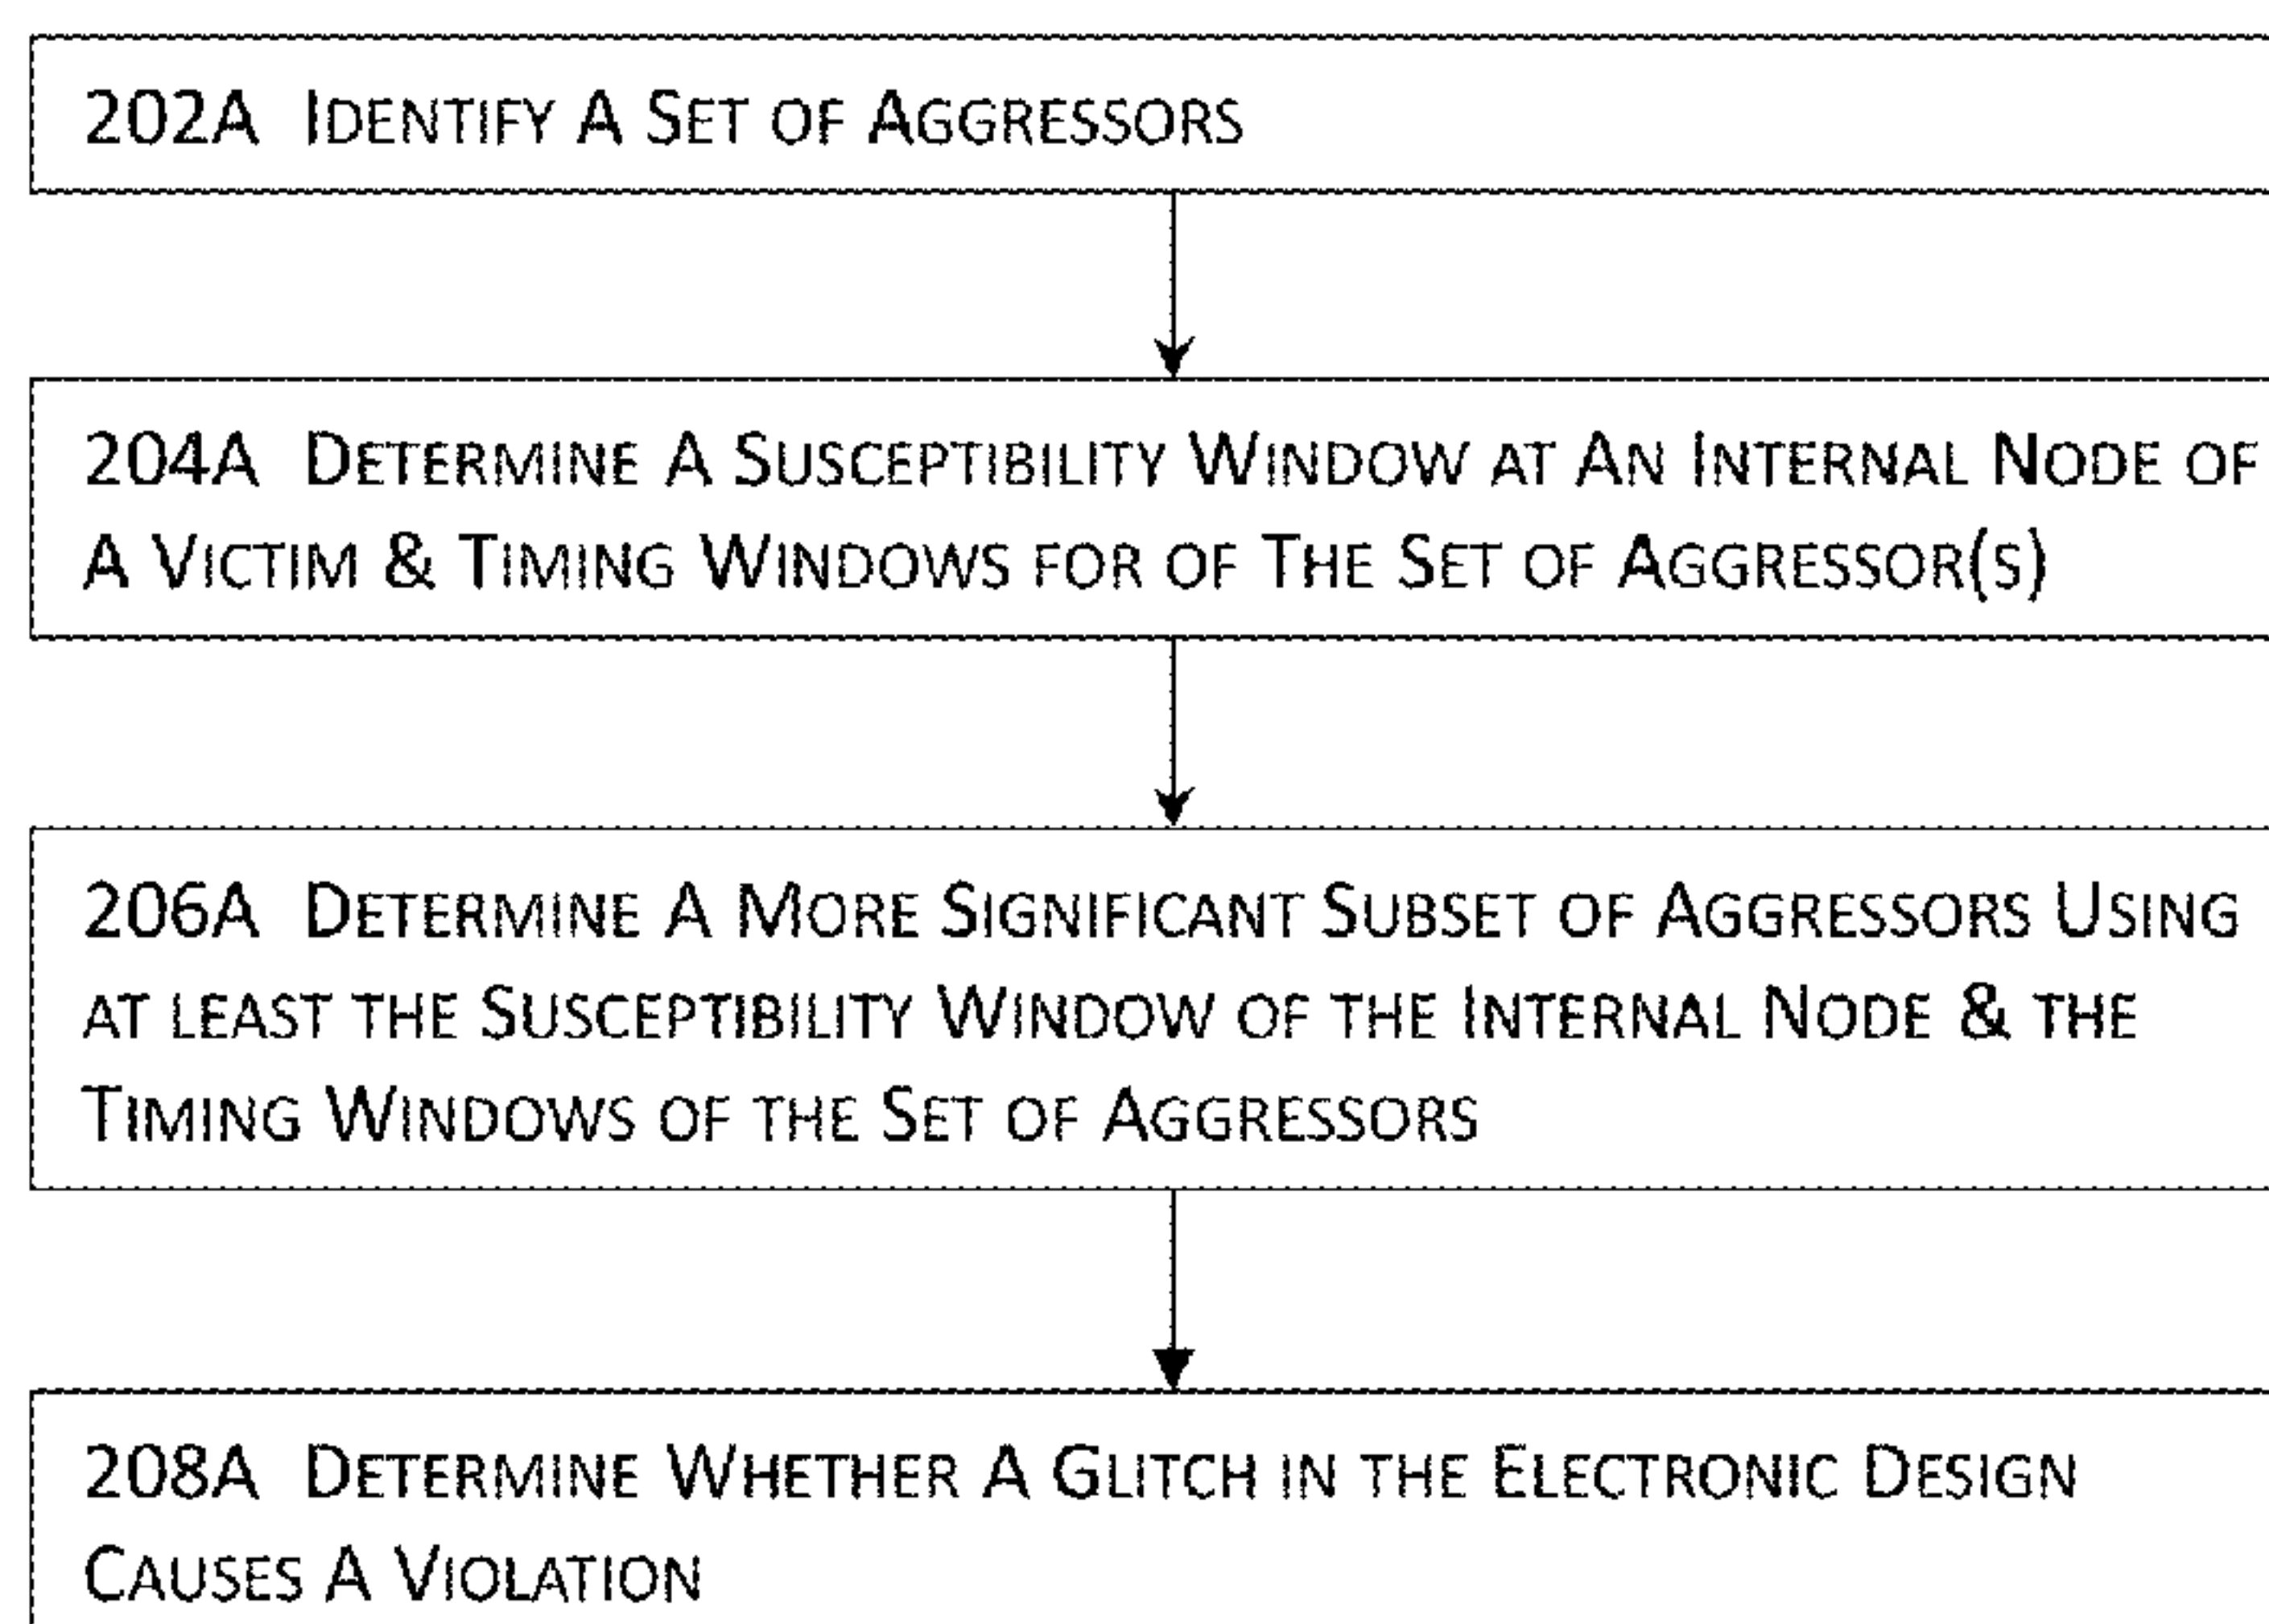 202A Identify A Set of Aggressors
204A Determine A Susceptibility Window at An Internal Node of
A Victim & Timing Windows for of The Set of Aggressor(s)
206A Determine A More Significant Subset of Aggressors Using
at least the Susceptibility Window of the Internal Node & the
Timing Windows of the Set of Aggressors
208A Determine Whether A Glitch in the Electronic Design
Causes A Violation